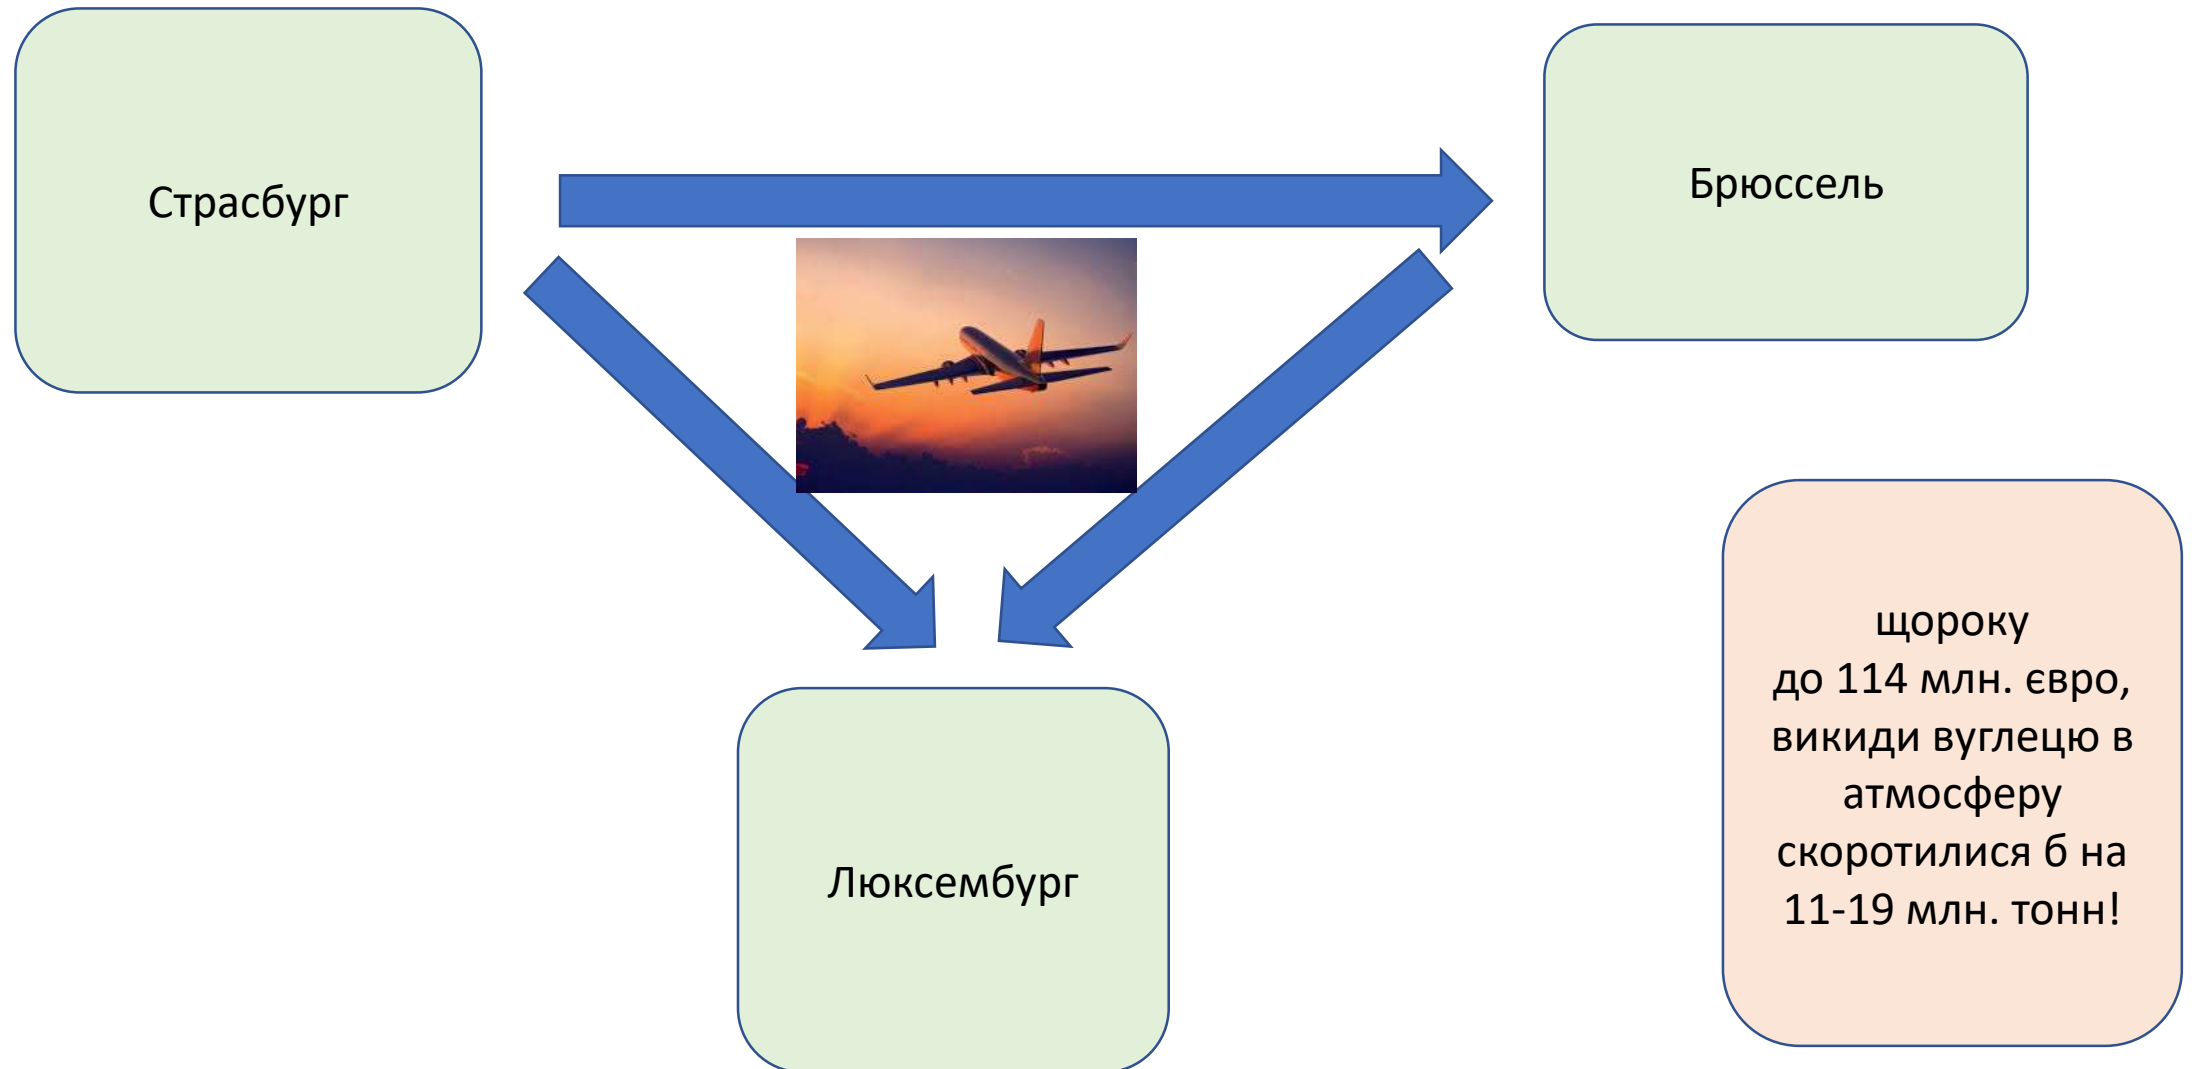 Страсбург
Брюссель
щороку
до 114 млн. євро,
викиди вуглецю в
атмосферу
скоротилися б на
11-19 млн. тонн!
Люксембург